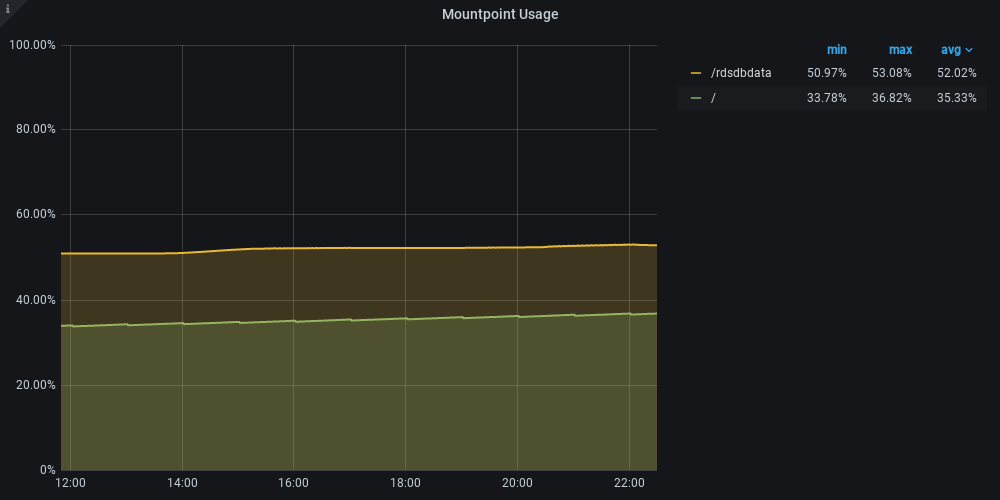 i
Mountpoint Usage
100.00%
80.00%
60.00%
40.00%
20.00%
0%
12:00 14:00 16:00 18:00 20:00 22:00
min max avg
/rdsdbdata 50.97% 53.08% 52.02%
/ 33.78% 36.82% 35.33%